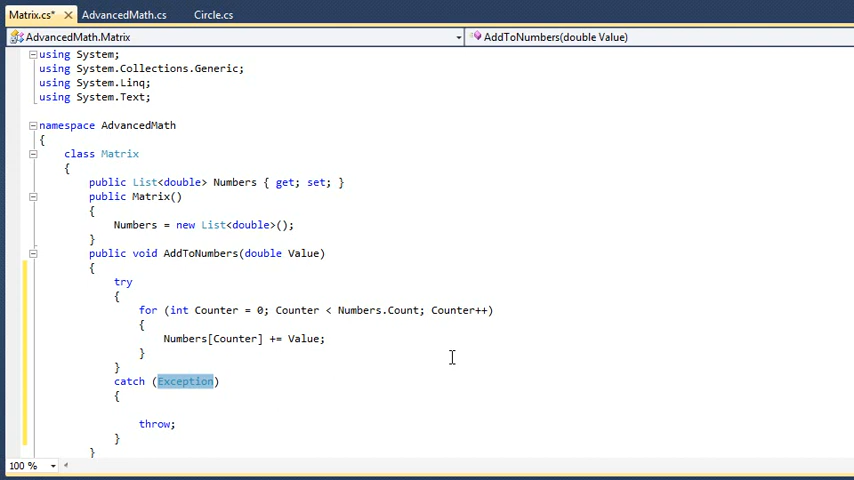 Matrix.cs* AdvancedMath.cs Circle.cs
AdvancedMath.Matrix AddToNumbers(double Value)
using System;
using System.Collections.Generic;
using System.Linq;
using System.Text;
namespace AdvancedMath
{
class Matrix
{
public List<double> Numbers { get; set; }
public Matrix()
{
Numbers = new List<double>();
}
public void AddToNumbers(double Value)
{
try
{
for (int Counter = 0; Counter < Numbers.Count; Counter++)
{
Numbers[Counter] += Value;
}
}
catch (Exception)
{
throw;
}
}
100 %